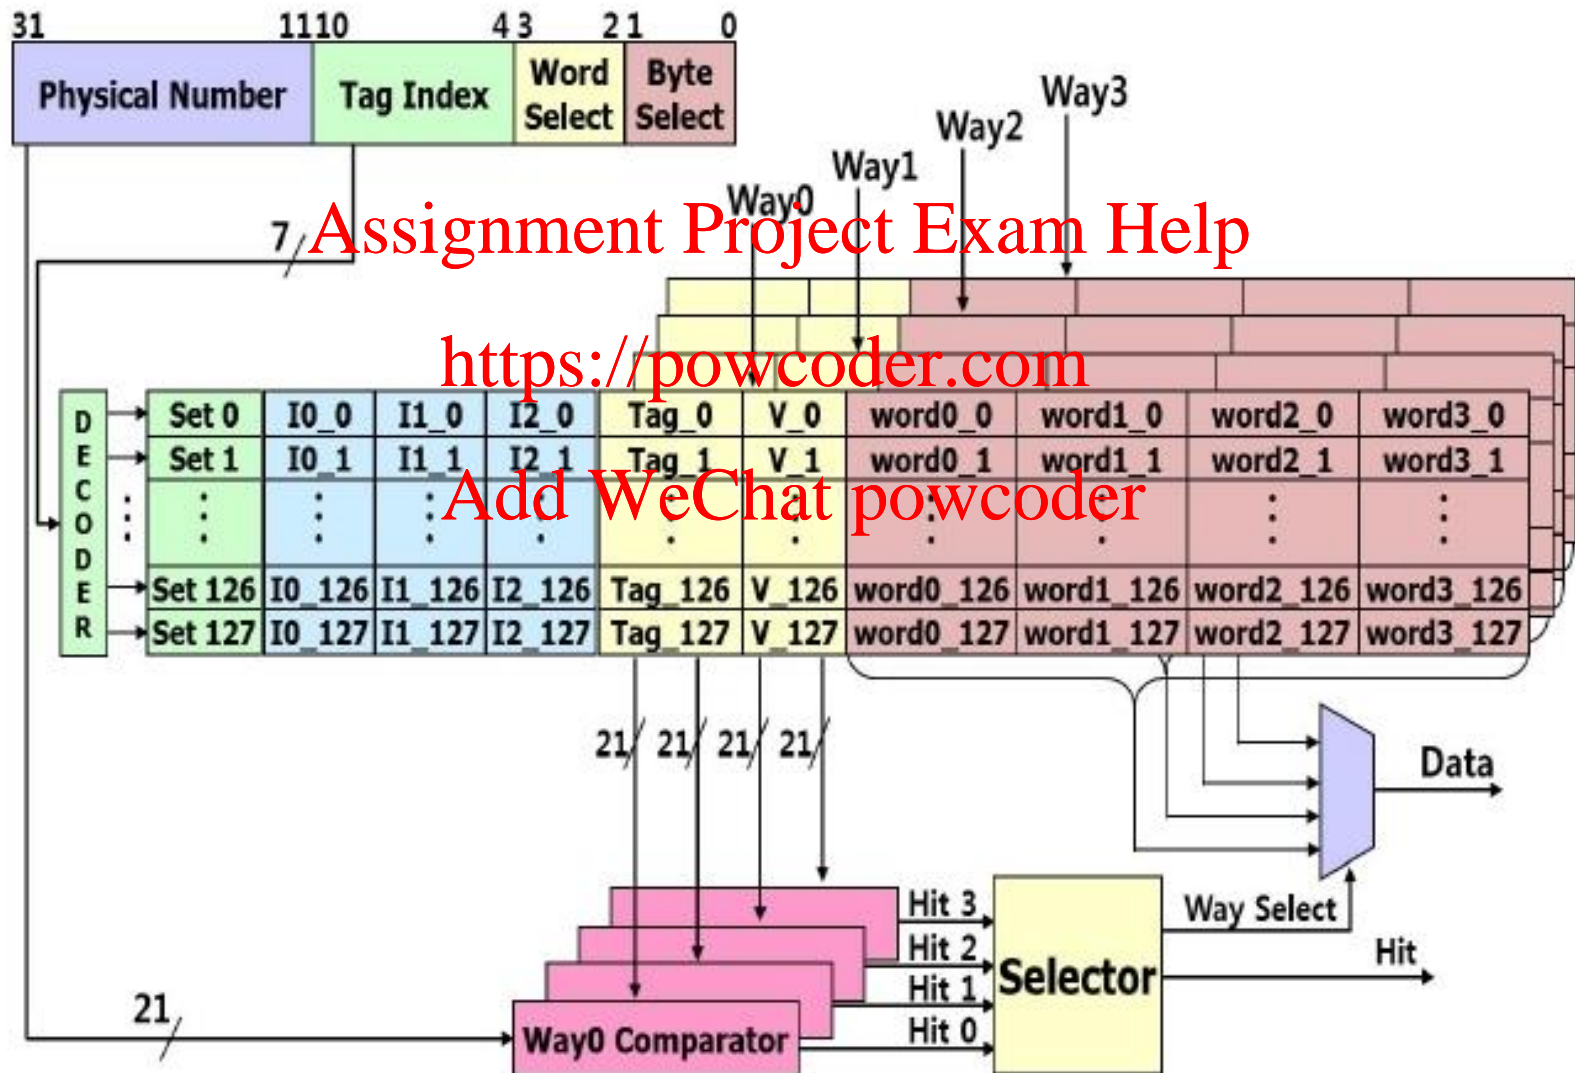 31 11 10 4 3 2 1 0
Physical Number Tag Index Word Select Byte Select
Way3
Way2
Way1
Way0
7
Assignment Project Exam Help
https://powcoder.com
DECODER
Set 0 I0_0 I1_0 I2_0 Tag_0 V_0 word0_0 word1_0 word2_0 word3_0
Set 1 I0_1 I1_1 I2_1 Tag_1 V_1 word0_1 word1_1 word2_1 word3_1
Add WeChat powcoder
Set 126 I0_126 I1_126 I2_126 Tag_126 V_126 word0_126 word1_126 word2_126 word3_126
Set 127 I0_127 I1_127 I2_127 Tag_127 V_127 word0_127 word1_127 word2_127 word3_127
21 21 21 21
Data
Hit 3
Way Select
Hit 2
Hit
Selector
Hit 1
21
Hit 0
Way0 Comparator